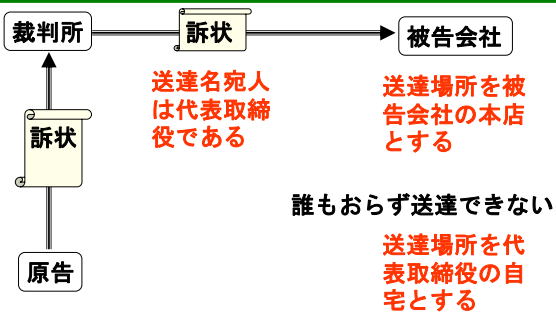 裁判所
訴状
被告会社
送達名宛人
は代表取締
役である
送達場所を被
告会社の本店
とする
訴状
誰もおらず送達できない
送達場所を代
表取締役の自
宅とする
原告